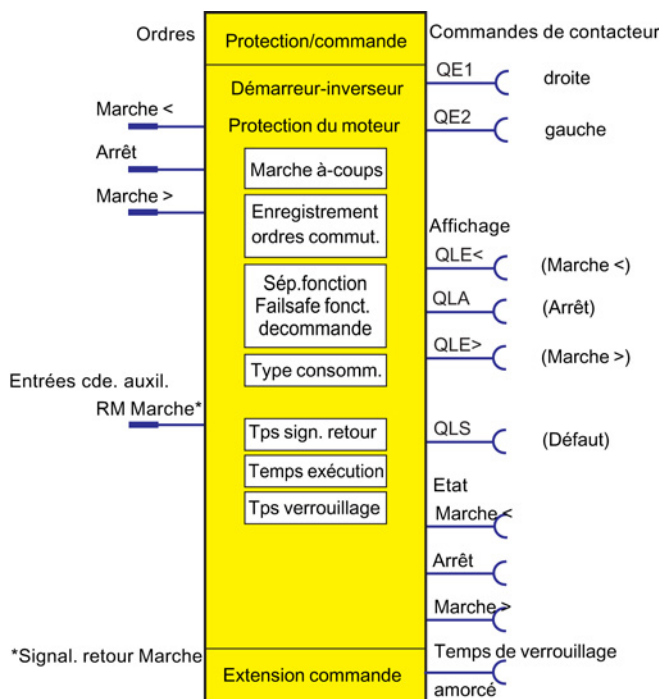 Ordres
Protection/commande
Commandes de contacteur
Démarreur-inverseur
QE1
droite
Marche <
Protection du moteur
QE2
gauche
Arrêt
Marche à-coups
Marche >
Enregistrement
ordres commut.
Affichage
QLE<
(Marche <)
Sép.fonction
Failsafe fonct.
decommande
QLA
(Arrêt)
QLE>
(Marche >)
Type consomm.
Entrées cde. auxil.
RM Marche*
Tps sign. retour
QLS
(Défaut)
Temps exécution
Etat
Tps verrouillage
Marche <
Arrêt
Marche >
*Signal. retour Marche
Extension commande
Temps de verrouillage
amorcé